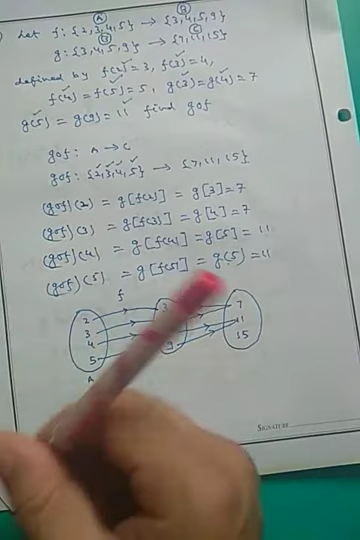 Let f: {2,3,4,5} → {3,4,5,9}
g: {3,4,5,9} → {7,11,15}
defined by f(2)=3, f(3)=4,
f(4)=f(5)=5, g(3)=g(4)=7
g(5)=g(9)=11 find gof
gof: A→C
gof: {2,3,4,5} → {7,11,15}
(gof)(2) = g[f(2)] = g[3]=7
(gof)(3) = g[f(3)] = g[4]=7
(gof)(4) = g[f(4)] =g[5] = 11
(gof)(5) = g[f(5)] = g(5) =11
f
2 3 7
3 11
4 15
5 9
A
SIGNATURE